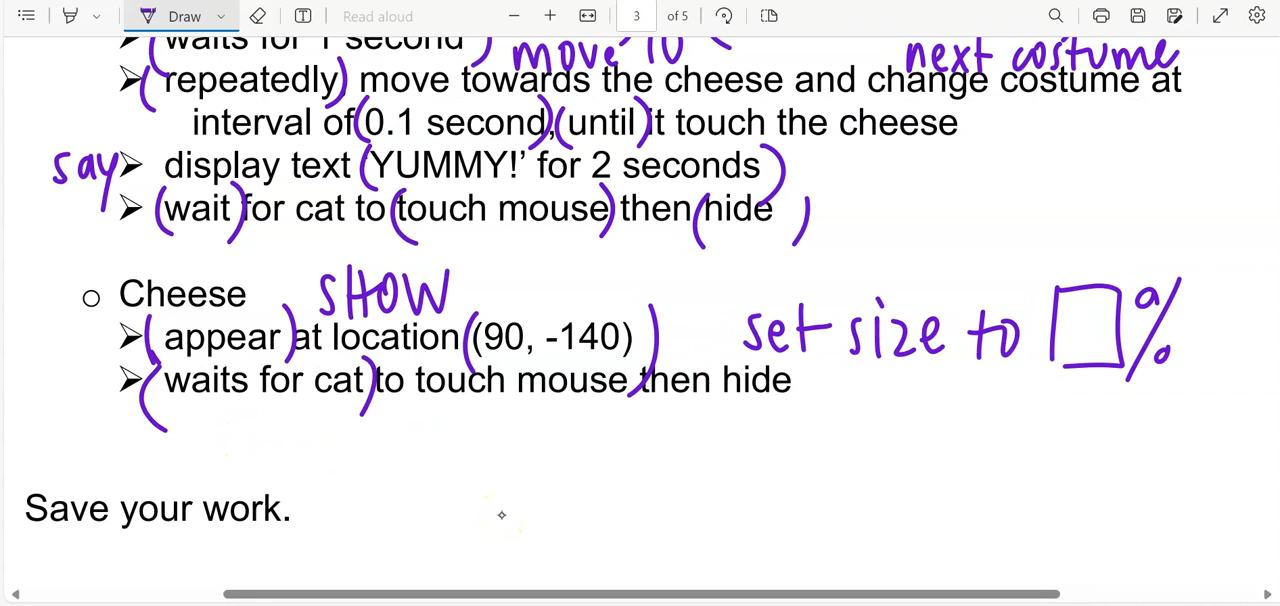 Draw
Read aloud
3 of 5
waits for 1 second move 10
next costume
repeatedly move towards the cheese and change costume at
interval of 0.1 second, until it touch the cheese
say display text ‘YUMMY!’ for 2 seconds
wait for cat to touch mouse then hide
Cheese SHOW
appear at location (90, -140) set size to %
waits for cat to touch mouse then hide
Save your work.